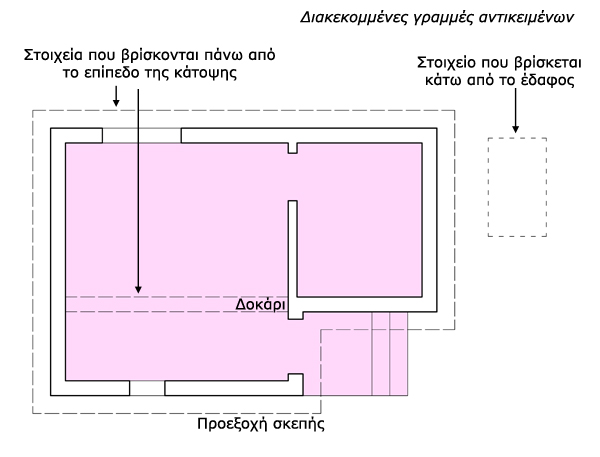 Διακεκομμένες γραμμές αντικειμένων
Στοιχεία που βρίσκονται πάνω από
το επίπεδο της κάτοψης
Στοιχείο που βρίσκεται
κάτω από το έδαφος
Δοκάρι
Προεξοχή σκεπής